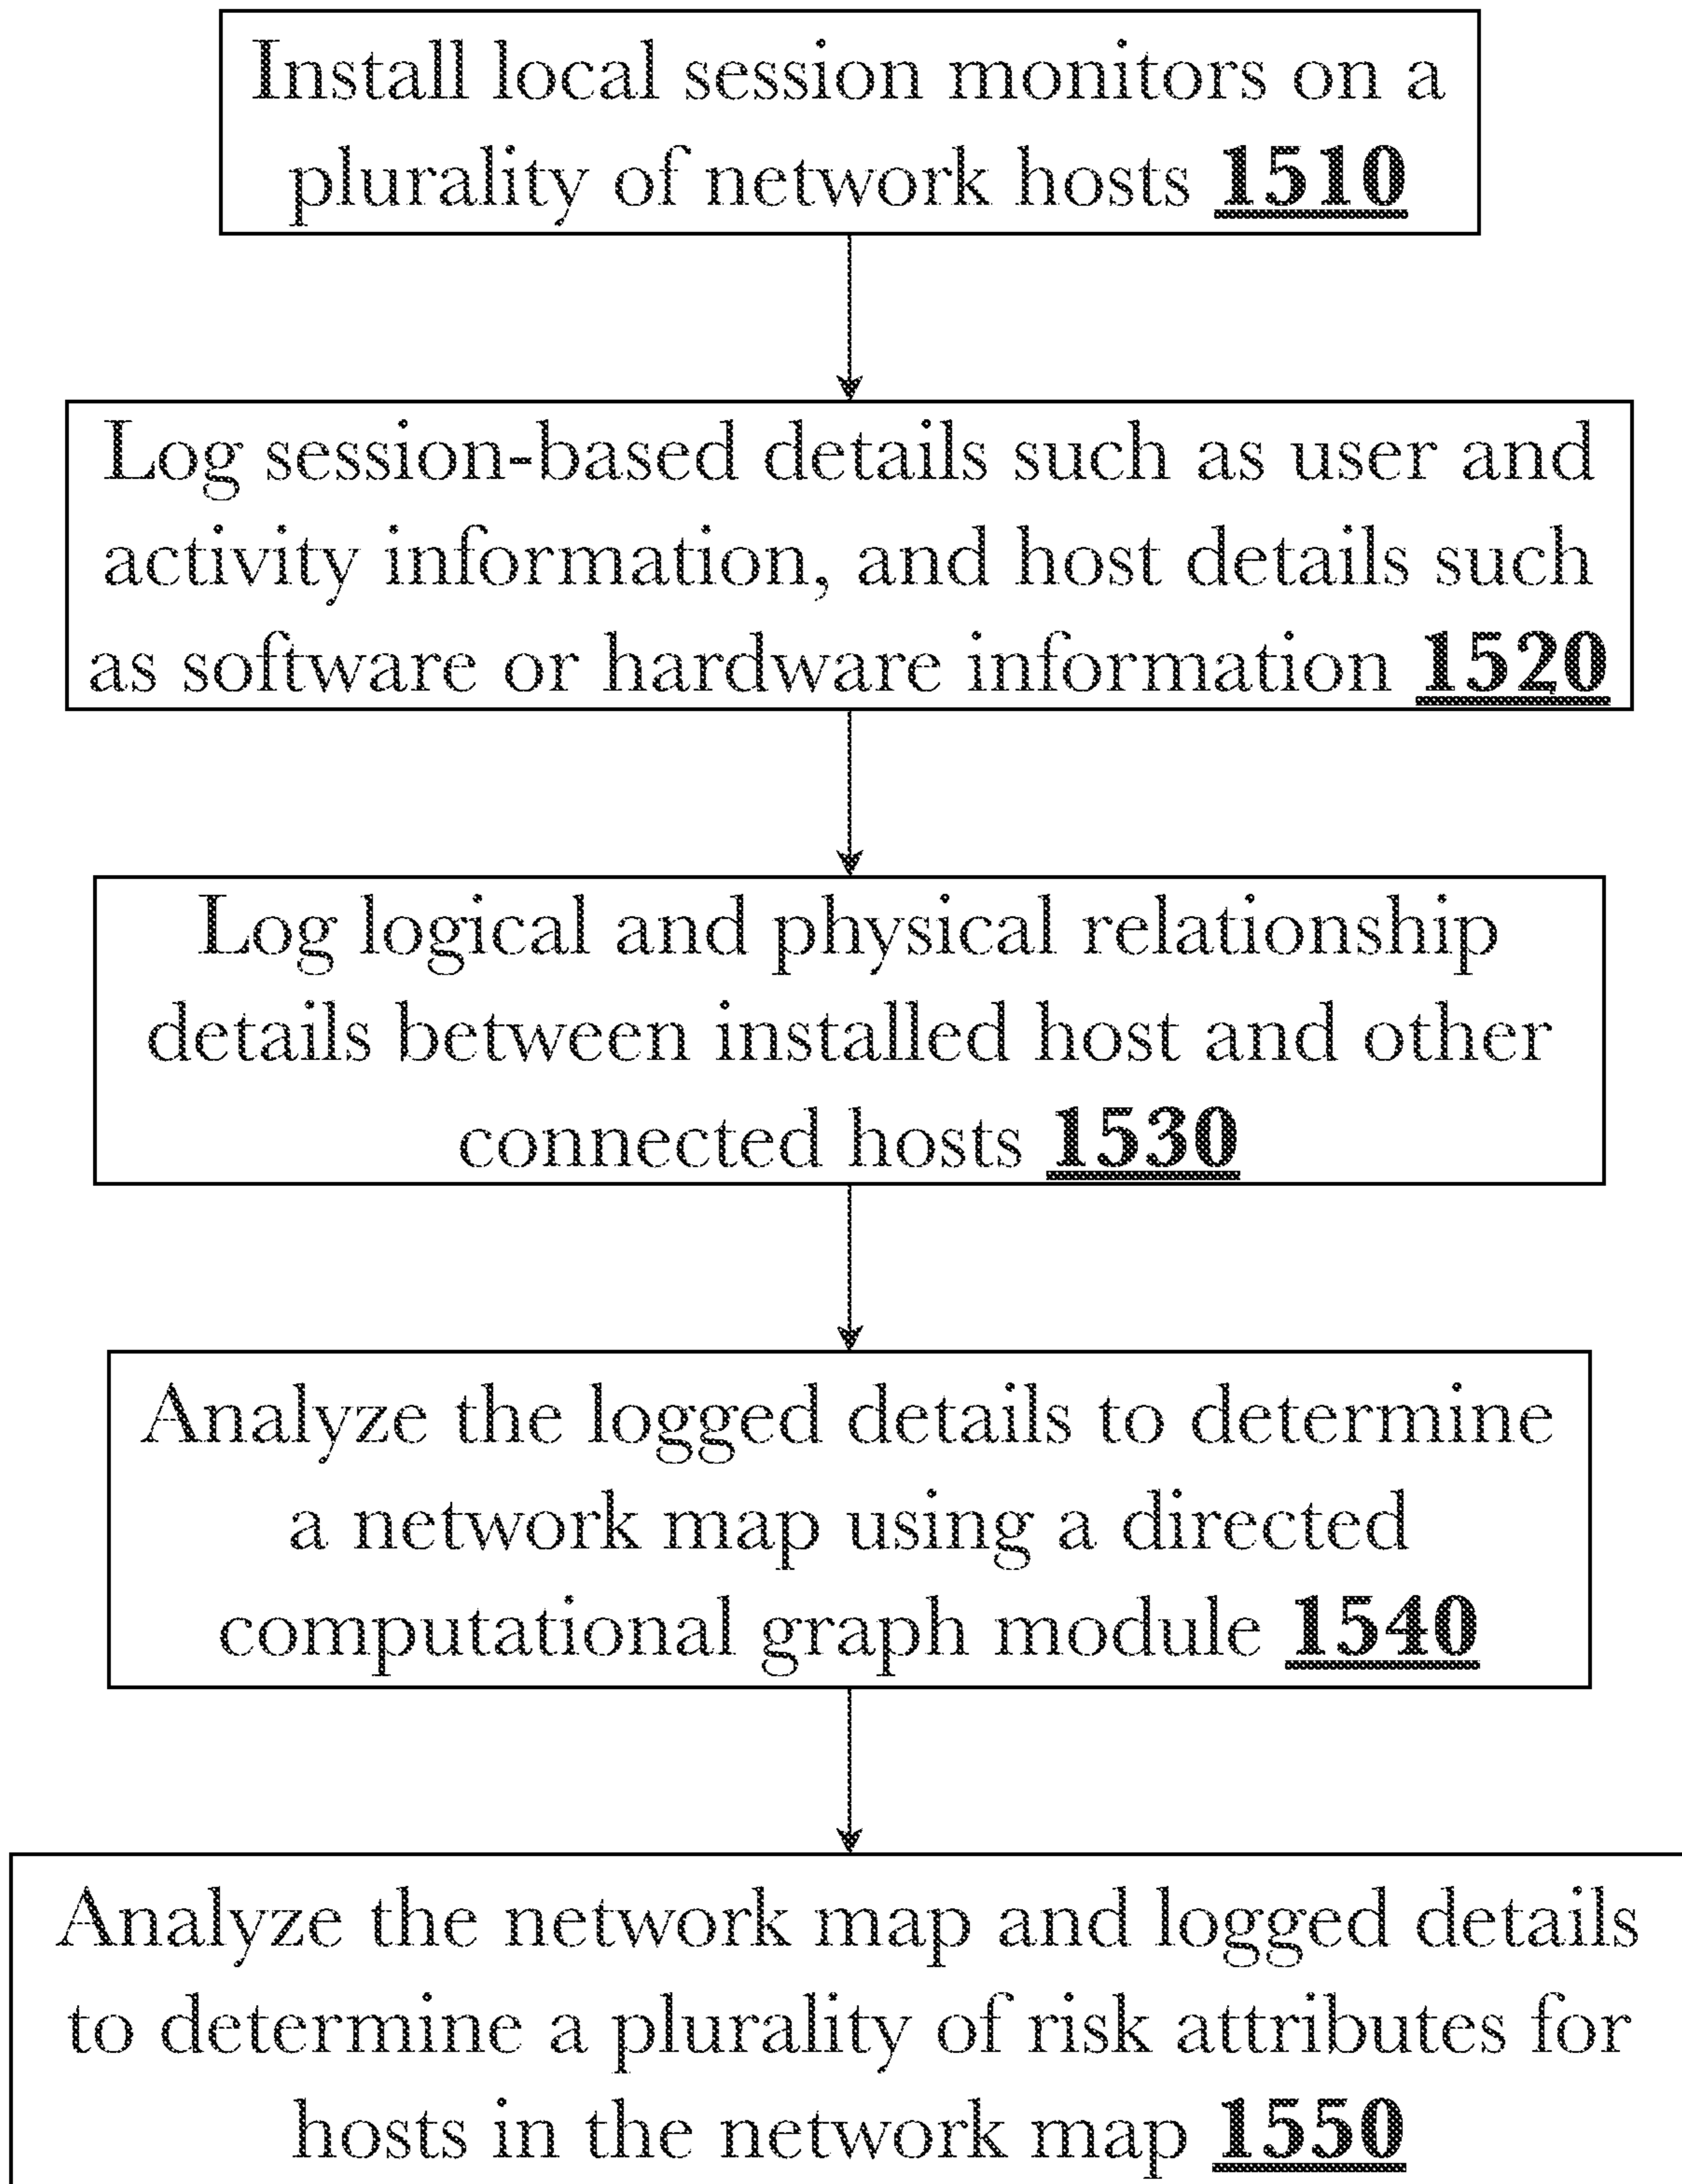 Install local session monitors on a
plurality of network hosts 1510
Log session-based details such as user and
activity information, and host details such
as software or hardware information 1520
Log logical and physical relationship
details between installed host and other
connected hosts 1530
Analyze the logged details to determine
a network map using a directed
computational graph module 1540
Analyze the network map and logged details
to determine a plurality of risk attributes for
hosts in the network map 1550